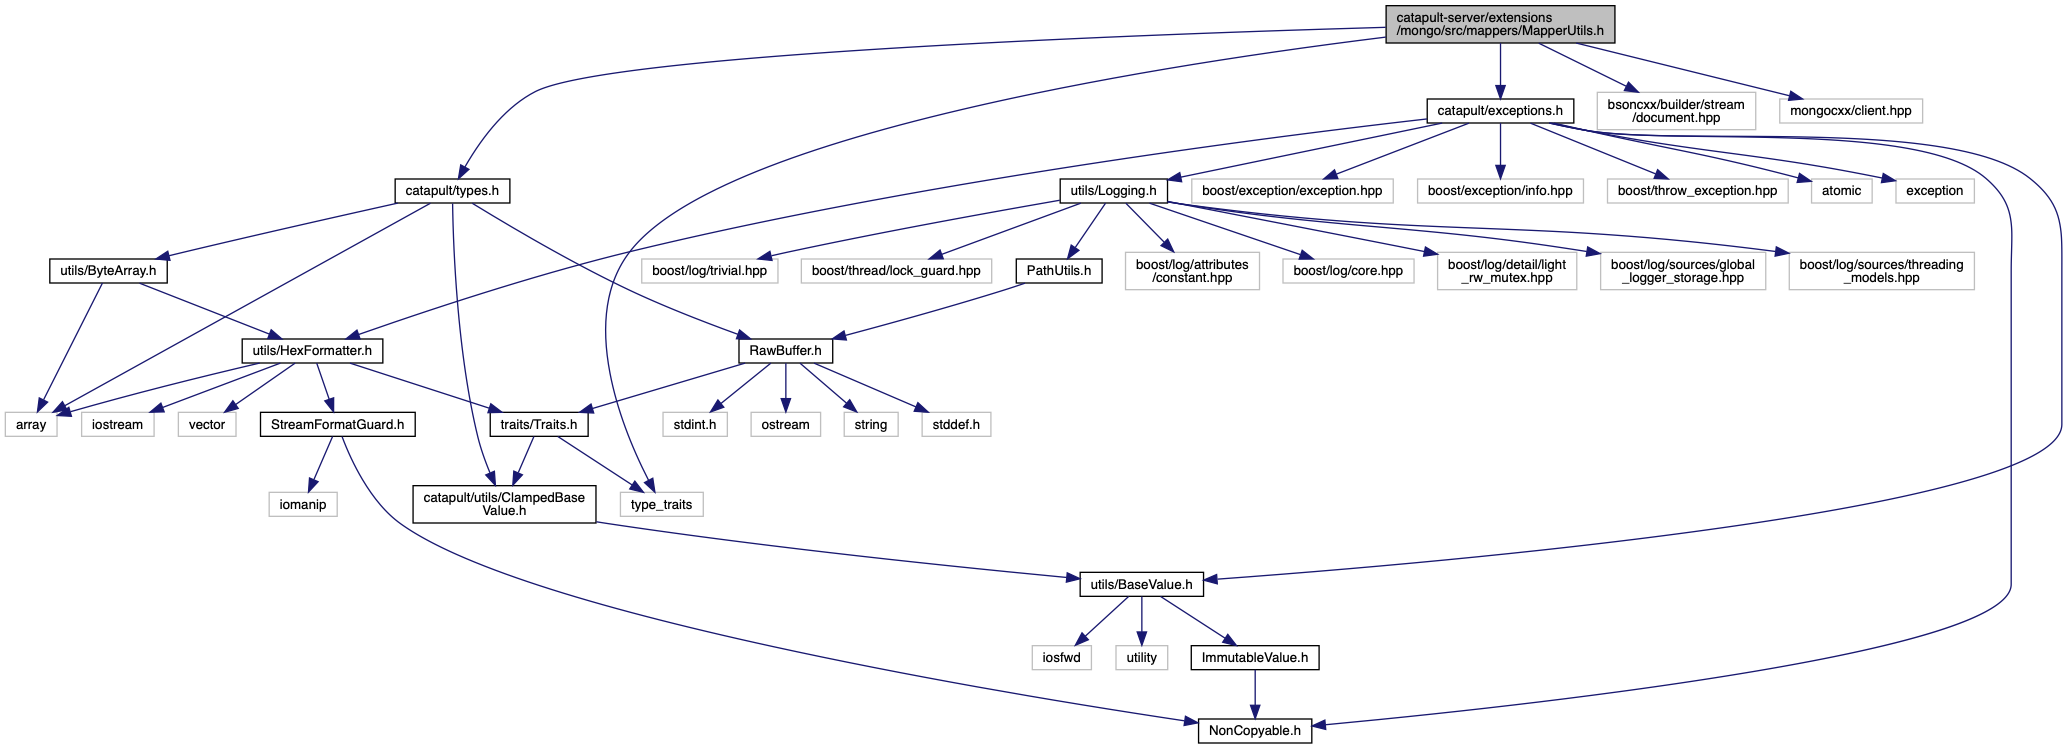 catapult-server/extensions
/mongo/src/mappers/MapperUtils.h
catapult/exceptions.h
bsoncxx/builder/stream
/document.hpp
mongocxx/client.hpp
catapult/types.h
utils/Logging.h
boost/exception/exception.hpp
boost/exception/info.hpp
boost/throw_exception.hpp
atomic
exception
utils/ByteArray.h
boost/log/trivial.hpp
boost/thread/lock_guard.hpp
PathUtils.h
boost/log/attributes
/constant.hpp
boost/log/core.hpp
boost/log/detail/light
_rw_mutex.hpp
boost/log/sources/global
_logger_storage.hpp
boost/log/sources/threading
_models.hpp
utils/HexFormatter.h
RawBuffer.h
array
iostream
vector
StreamFormatGuard.h
traits/Traits.h
stdint.h
ostream
string
stddef.h
iomanip
catapult/utils/ClampedBase
Value.h
type_traits
utils/BaseValue.h
iosfwd
utility
ImmutableValue.h
NonCopyable.h